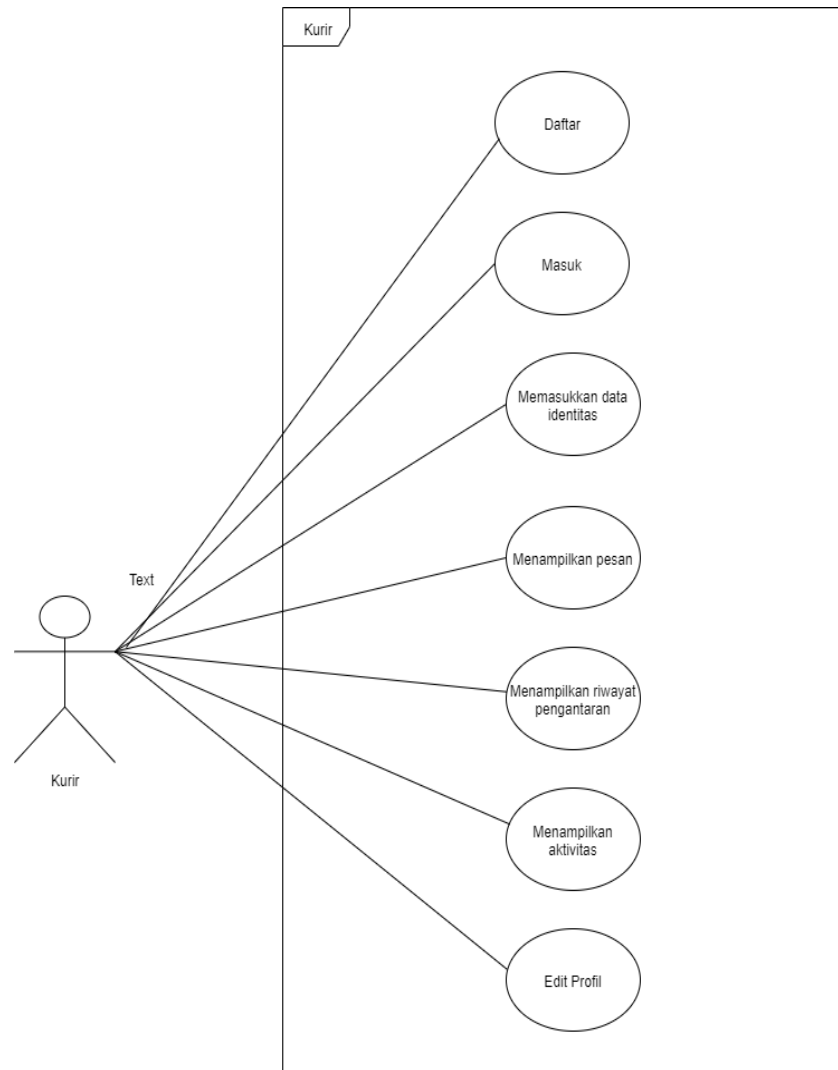 Kurir
Daftar
Masuk
Memasukkan data
identitas
Menampilkan pesan
Text
Menampilkan riwayat
pengantaran
Kurir
Menampilkan
aktivitas
Edit Profil